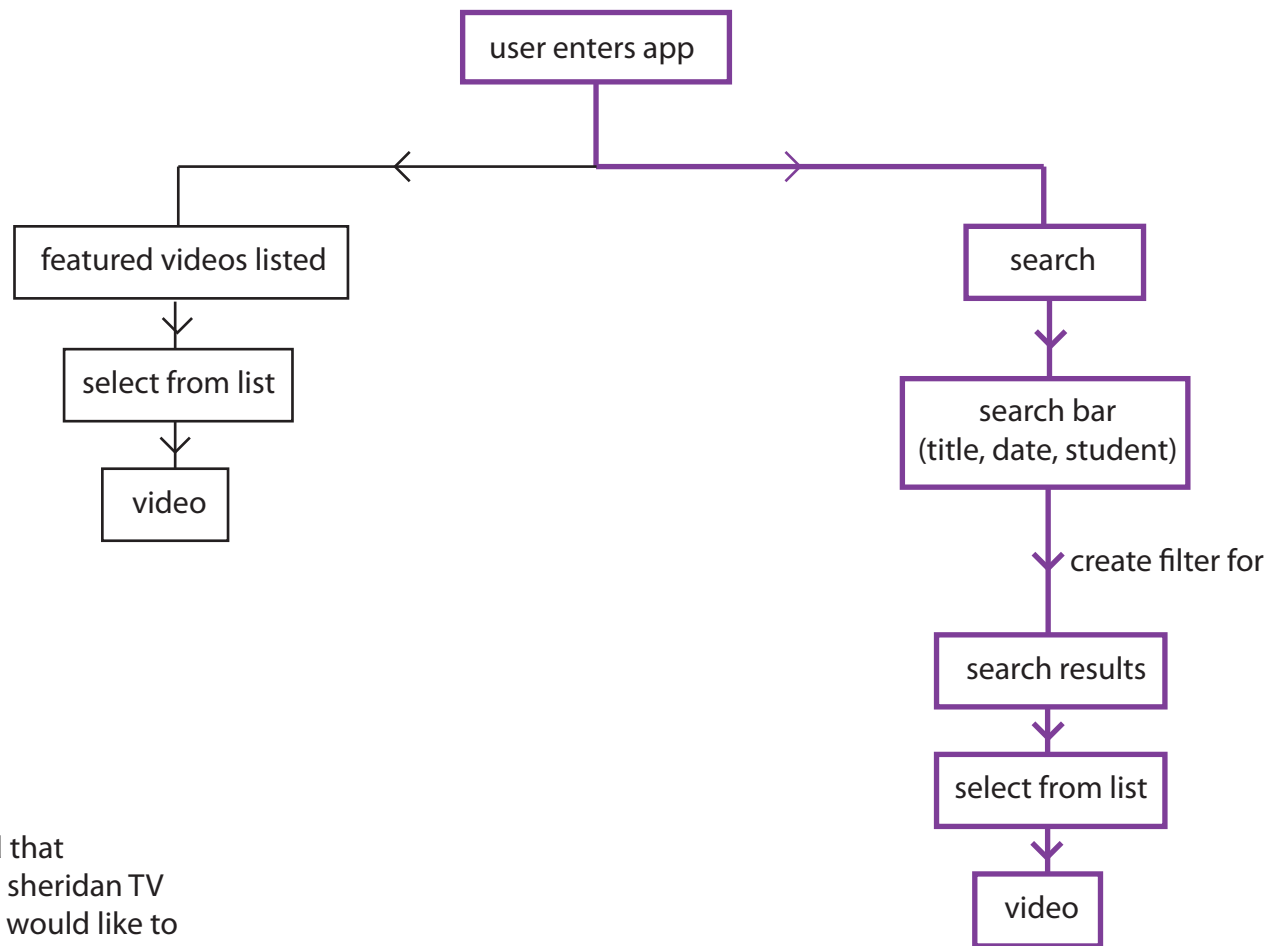 user enters app
featured videos listed
select from list
video
search
search bar
(title, date, student)
create filter for
search results
select from list
video
that
sheridan TV
would like to